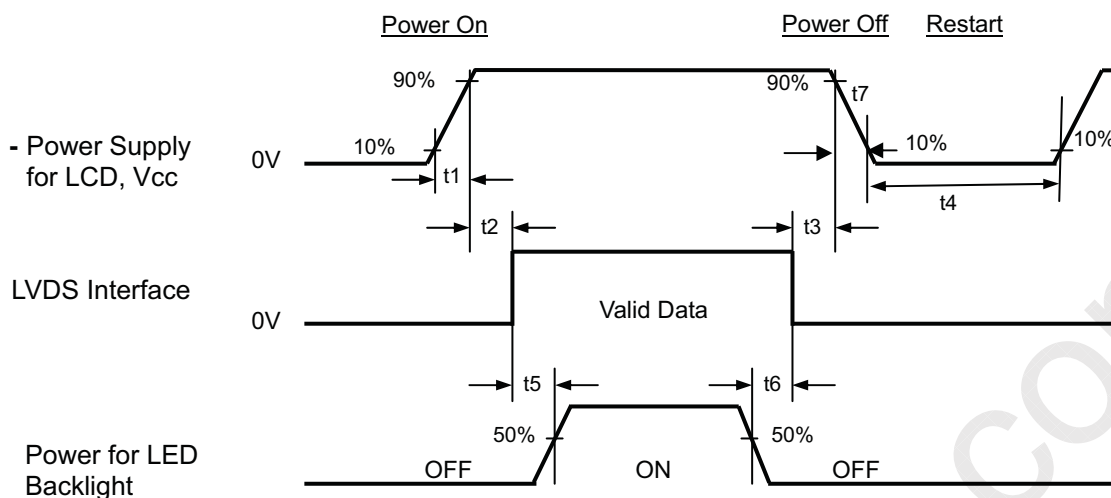 Power On
Power Off
Restart
90%
90%
t7
- Power Supply
for LCD, Vcc
0V
10%
10%
10%
t1
t4
t2
t3
LVDS Interface
0V
Valid Data
t5
t6
50%
50%
Power for LED
Backlight
OFF
ON
OFF